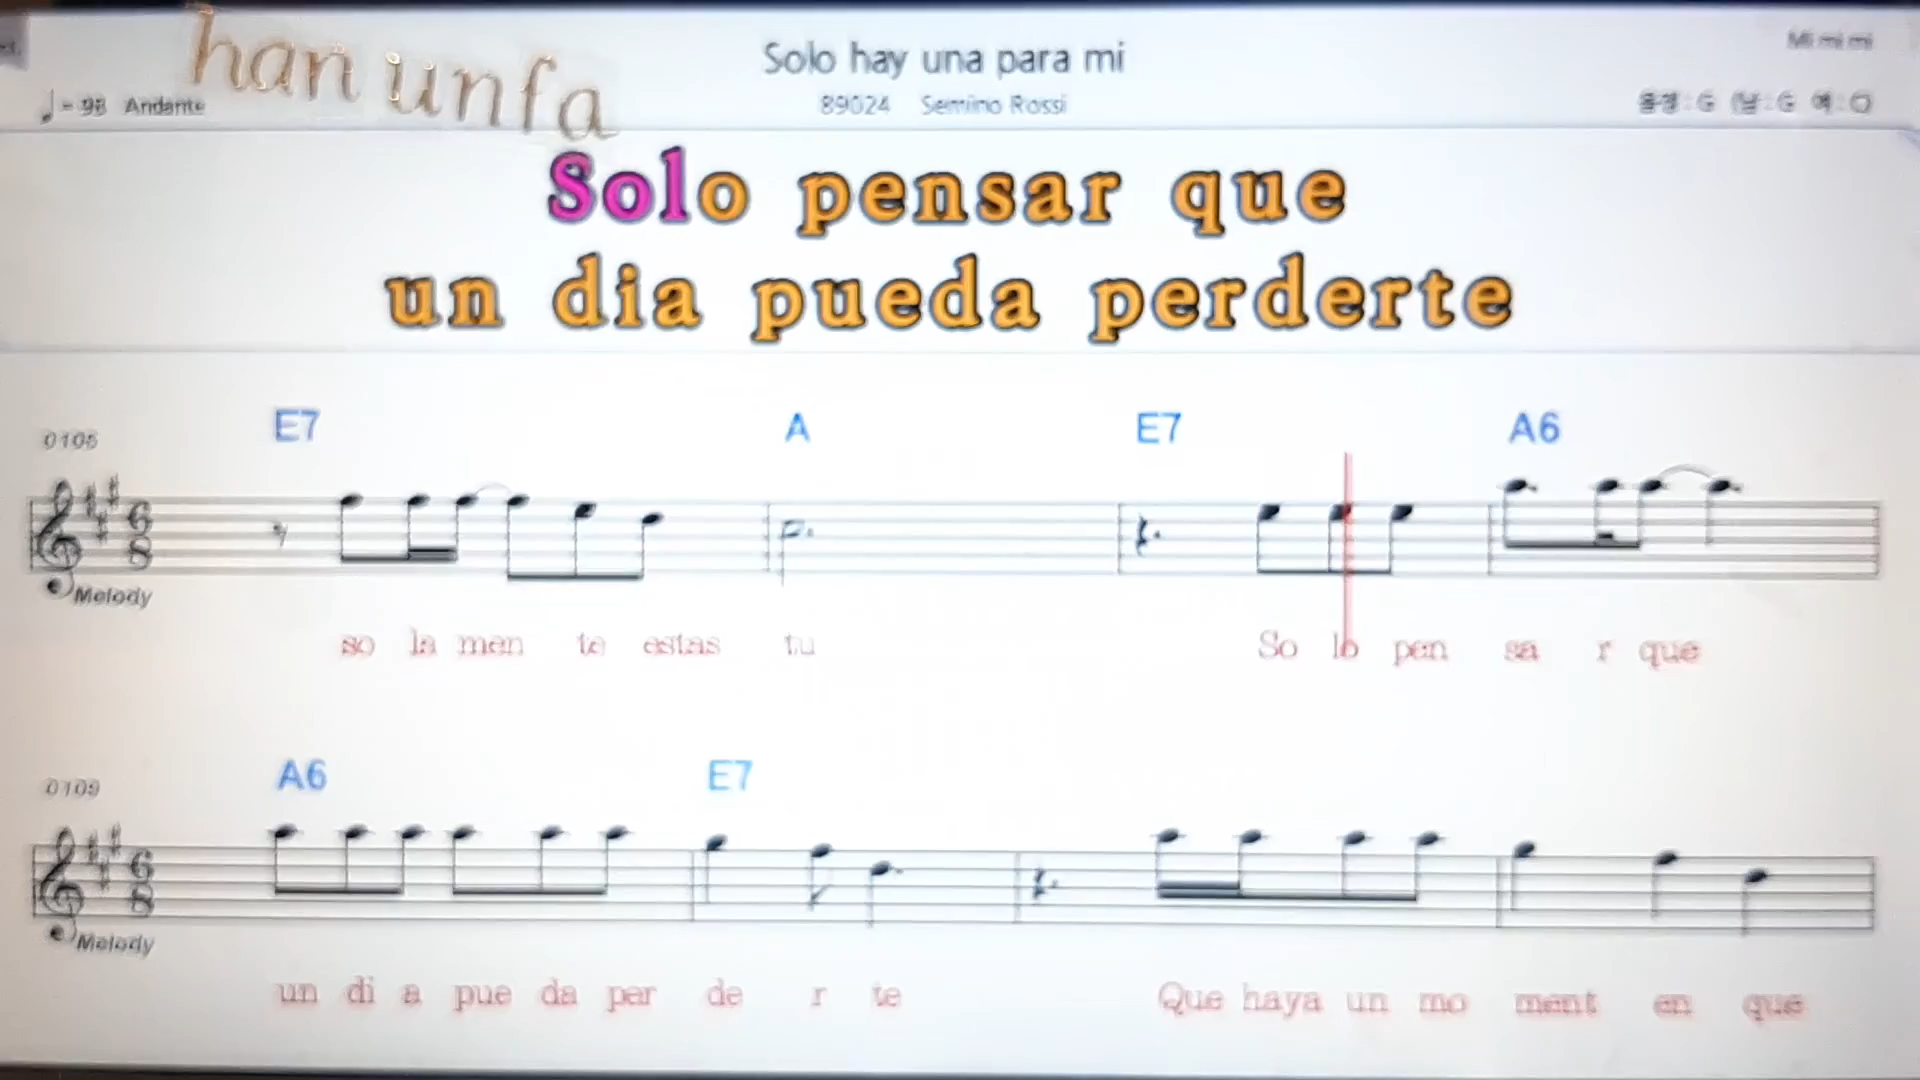 han unfa
Solo hay una para mi
= 98 Andante
89024 Semino Rossi
Solo pensar que
un dia pueda perderte
E7 A E7 A6
0105
Melody
so la men te estas tu So lo pen sa r que
A6 E7
0109
Melody
un di a pue da per de r te Que haya un mo ment en que